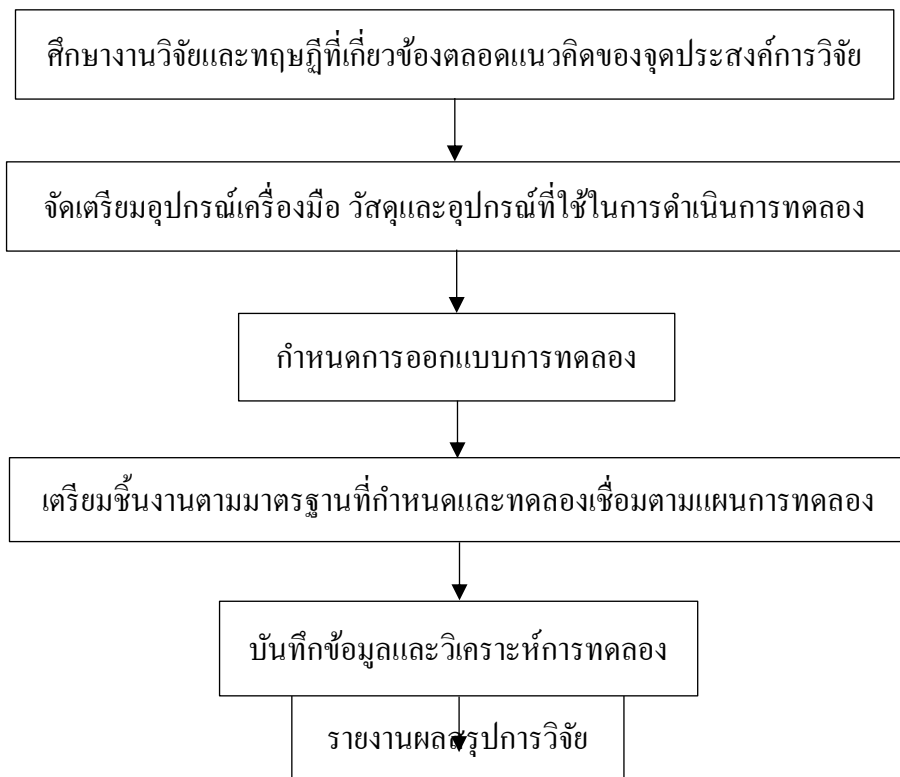 ศึกษางานวิจัยและทฤษฏีที่เกี่ยวข้องตลอดแนวคิดของจุดประสงค์การวิจัย
จัดเตรียมอุปกรณ์เครื่องมือ วัสดุและอุปกรณ์ที่ใช้ในการดำเนินการทดลอง
กำหนดการออกแบบการทดลอง
เตรียมชิ้นงานตามมาตรฐานที่กำหนดและทดลองเชื่อมตามแผนการทดลอง
บันทึกข้อมูลและวิเคราะห์การทดลอง
รายงานผลสรุปการวิจัย